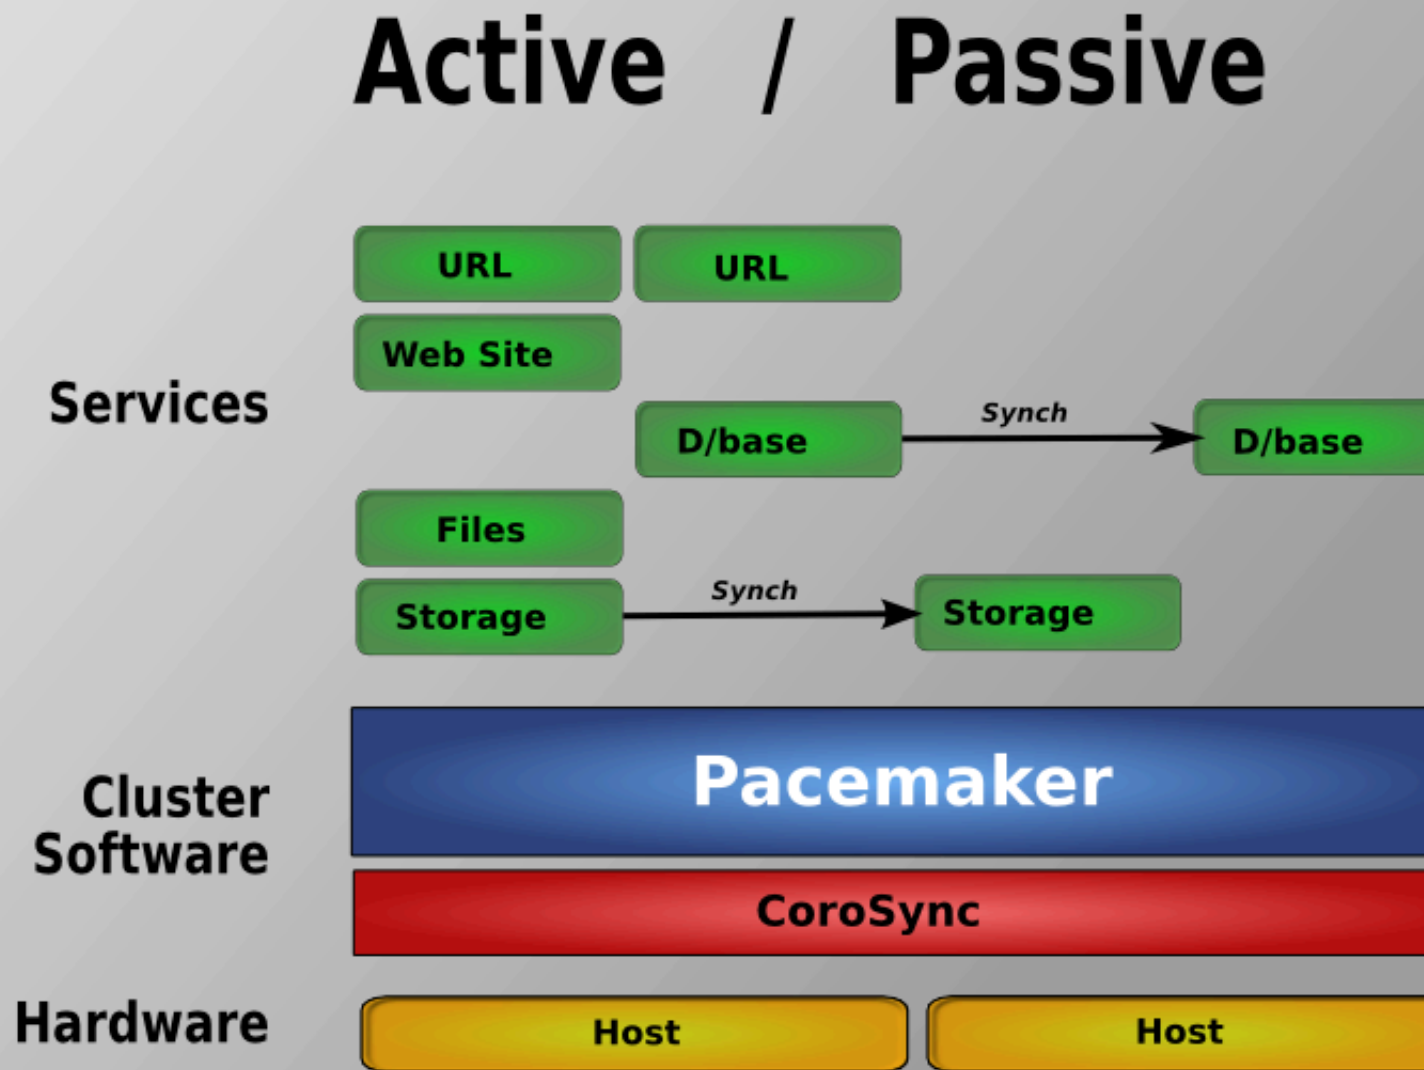 Active / Passive
URL
URL
Web Site
Services
Synch
D/base
D/base
Files
Synch
Storage
Storage
Pacemaker
Cluster
Software
CoroSync
Hardware
Host
Host